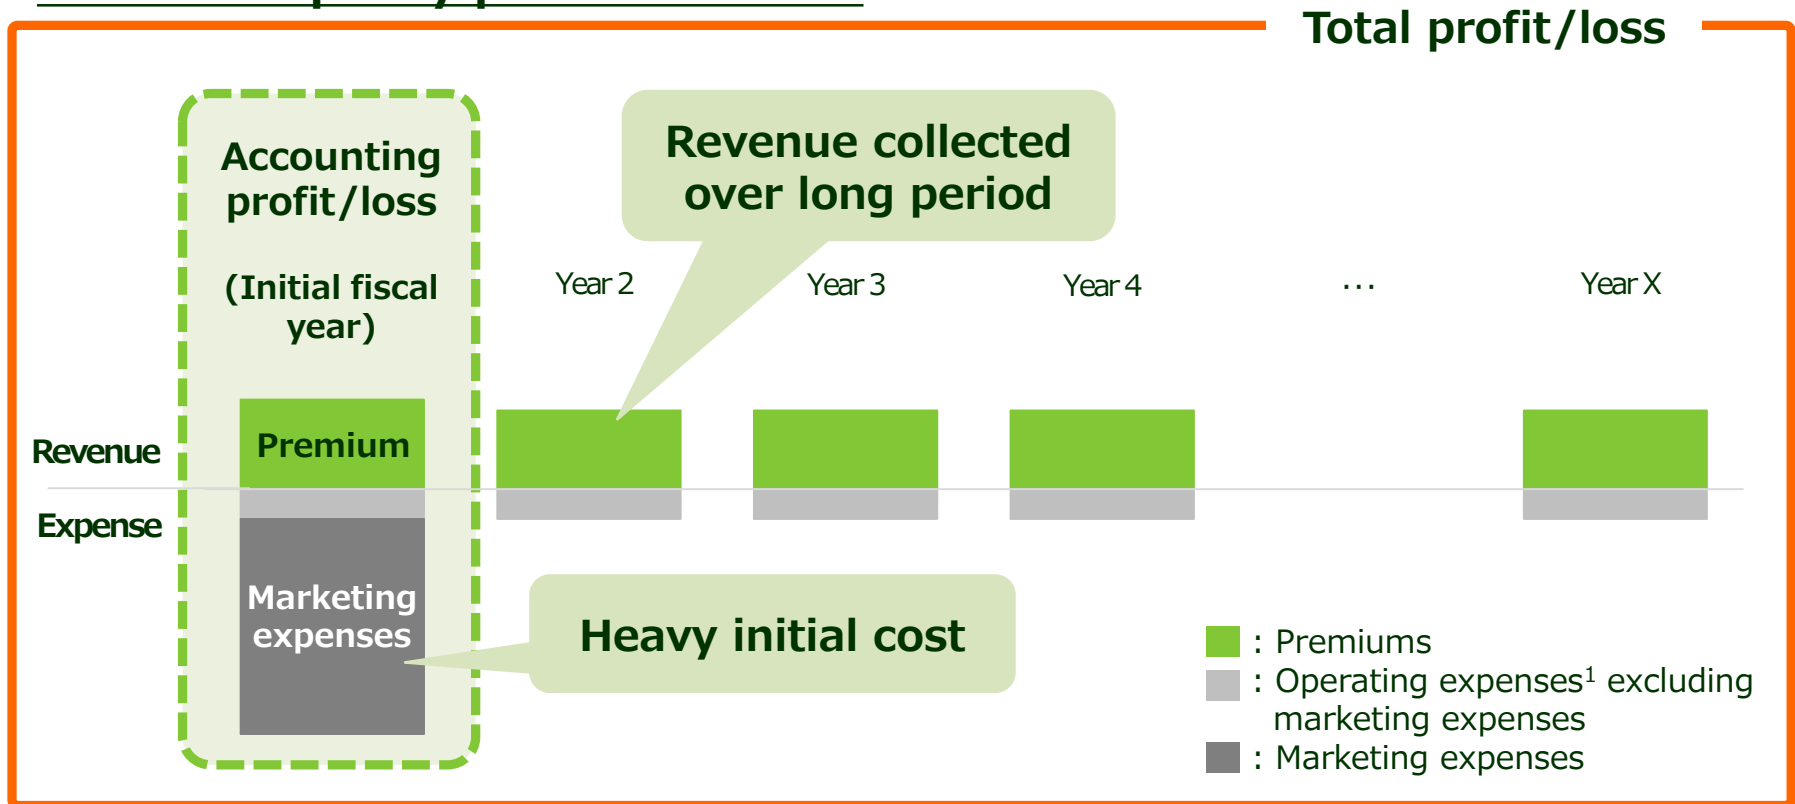 Total profit/loss
Accounting
profit/loss
(Initial fiscal
year)
Revenue collected
over long period
Year 2
Year 3
Year 4
…
Year X
Revenue
Premium
Expense
Marketing
expenses
Heavy initial cost
: Premiums
: Operating expenses¹ excluding
marketing expenses
: Marketing expenses